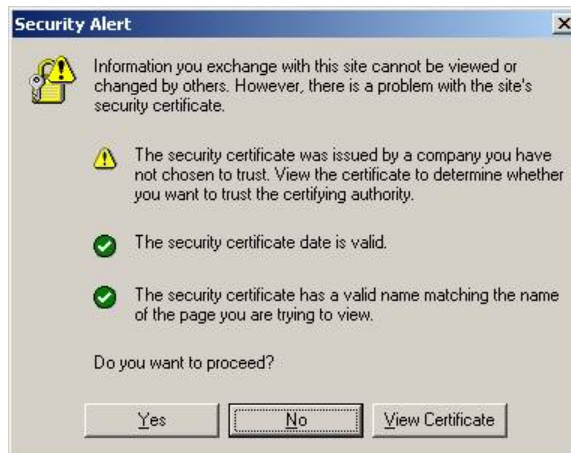 Security Alert
Information you exchange with this site cannot be viewed or
changed by others. However, there is a problem with the site's
security certificate.
The security certificate was issued by a company you have
not chosen to trust. View the certificate to determine whether
you want to trust the certifying authority.
The security certificate date is valid.
The security certificate has a valid name matching the name
of the page you are trying to view.
Do you want to proceed?
Yes No View Certificate